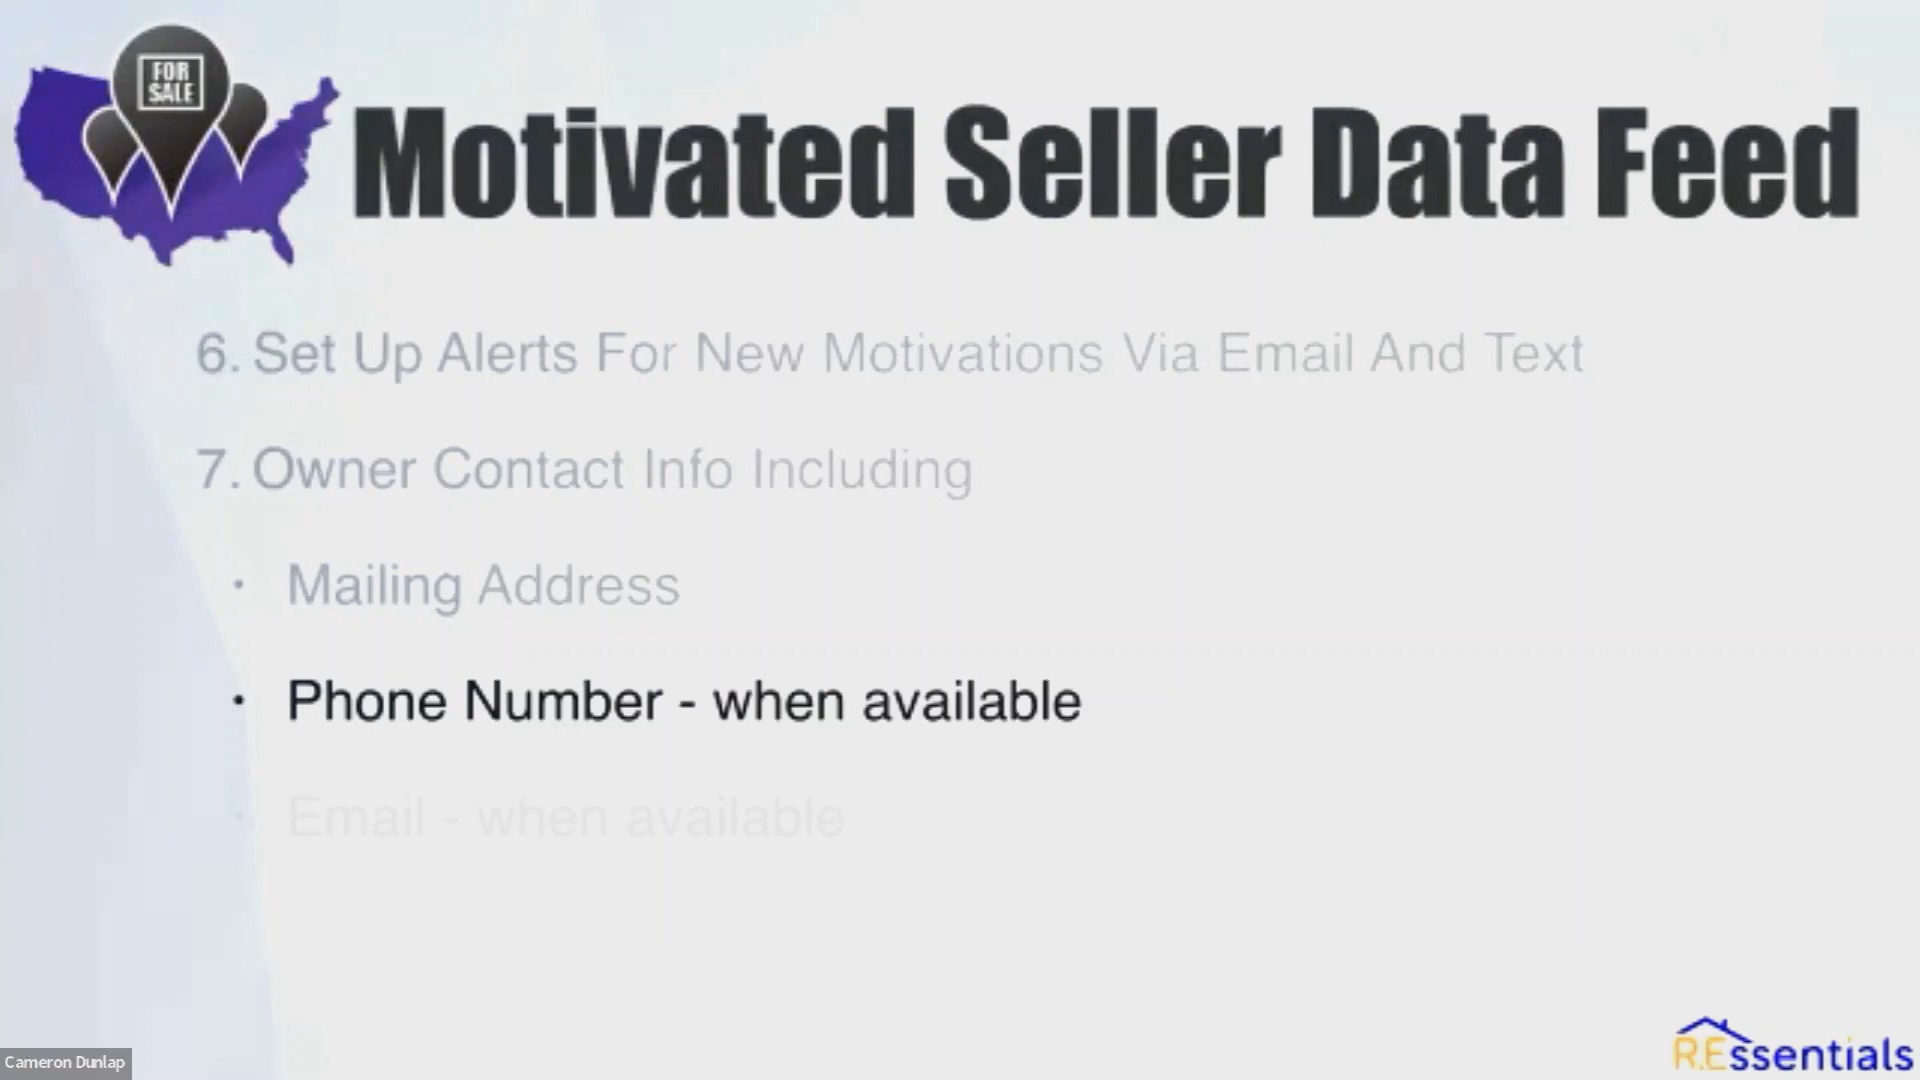 FOR
SALE
Motivated Seller Data Feed
6. Set Up Alerts For New Motivations Via Email And Text
7. Owner Contact Info Including
• Mailing Address
• Phone Number - when available
• Email - when available
Cameron Dunlap
R.Essentials